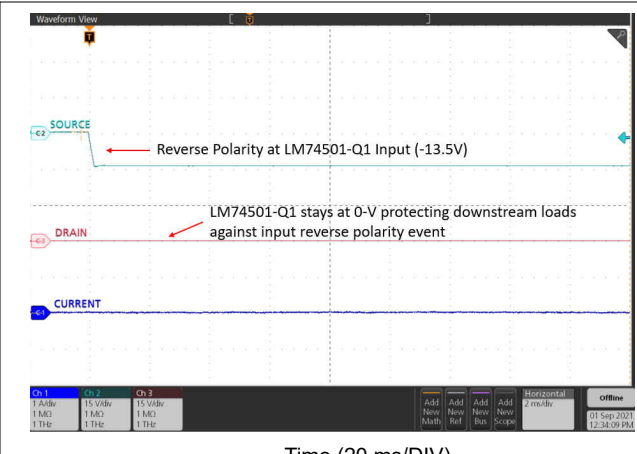 Waveform View
T
C2
SOURCE
Reverse Polarity at LM74501-Q1 Input (-13.5V)
LM74501-Q1 stays at 0-V protecting downstream loads
against input reverse polarity event
C3
DRAIN
C1
CURRENT
Ch 1
1 A/div
1 MΩ
1 THz
Ch 2
15 V/div
1 MΩ
1 THz
Ch 3
15 V/div
1 MΩ
1 THz
Add
New
Math
Add
New
Ref
Add
New
Bus
Add
New
Scope
Horizontal
2 ms/div
Offline
01 Sep 2021
12:34:09 PM